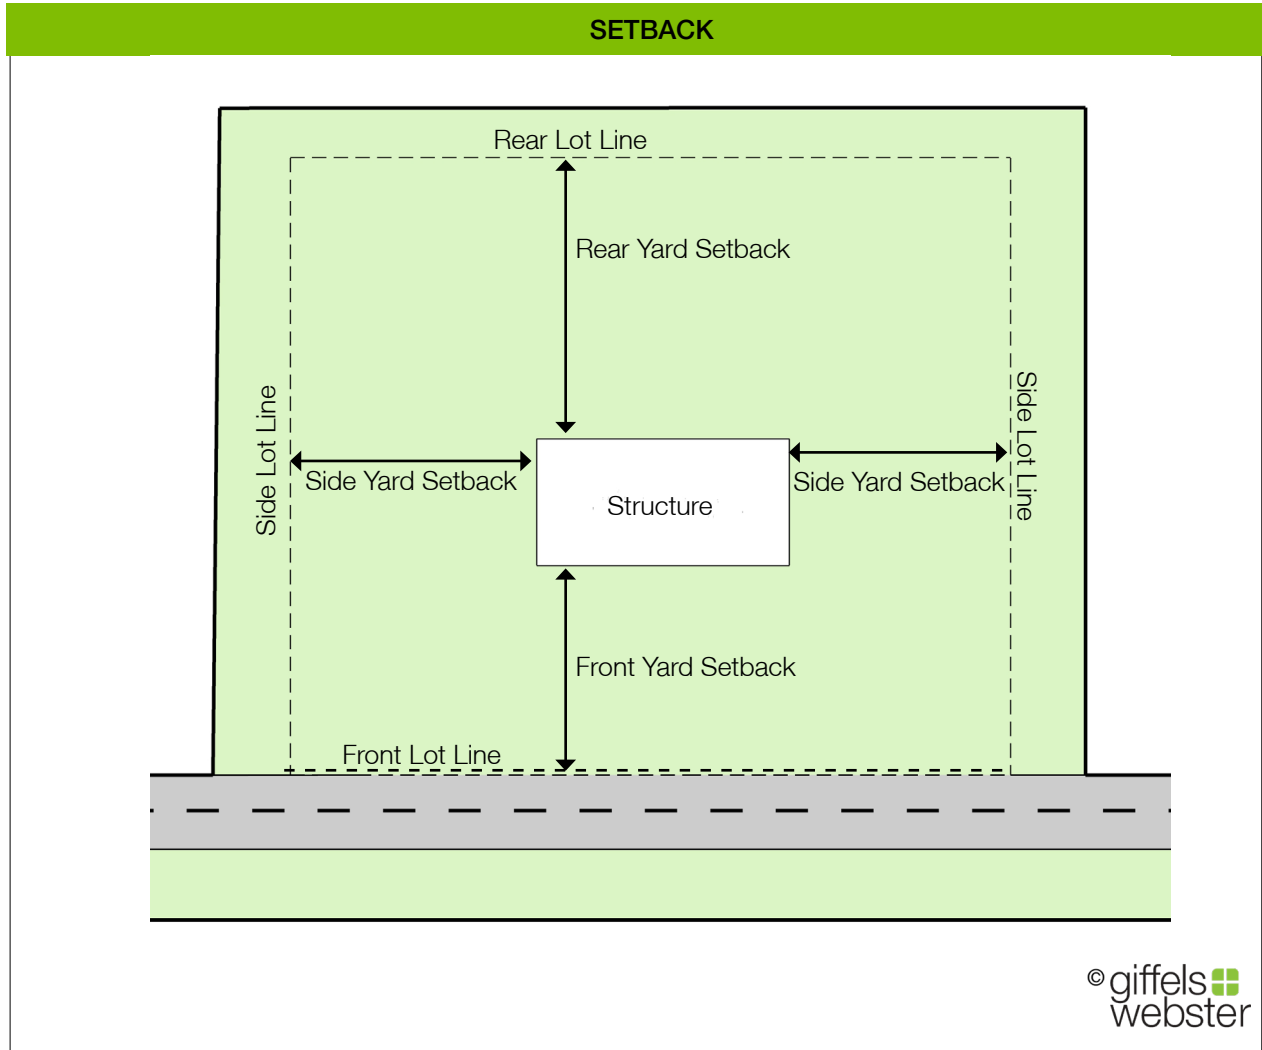 SETBACK
Rear Lot Line
Rear Yard Setback
Side Lot Line
Side Yard Setback
Structure
Side Yard Setback
Side Lot Line
Front Yard Setback
Front Lot Line
© giffels
webster